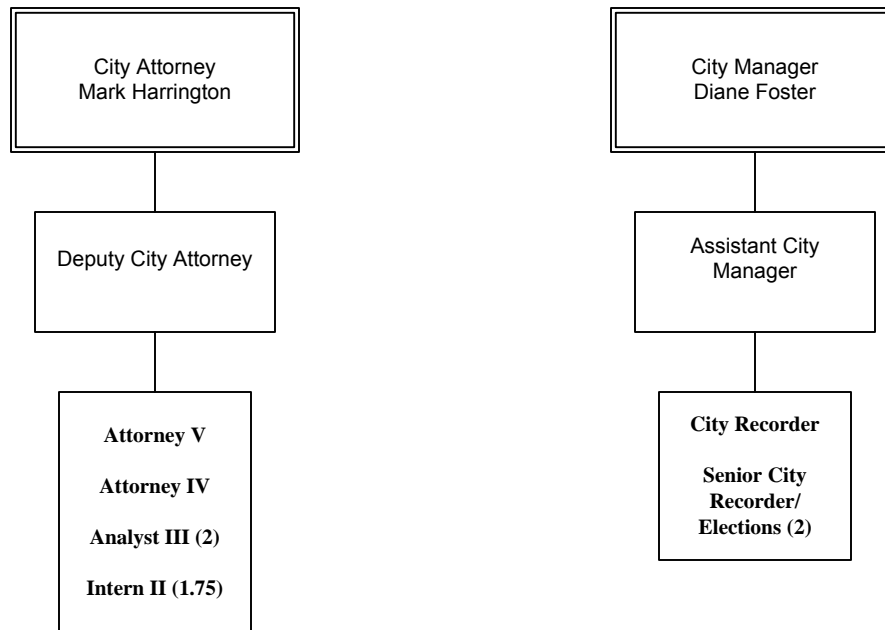 City Attorney
Mark Harrington
Deputy City Attorney
Attorney V
Attorney IV
Analyst III (2)
Intern II (1.75)
City Manager
Diane Foster
Assistant City
Manager
City Recorder
Senior City
Recorder/
Elections (2)